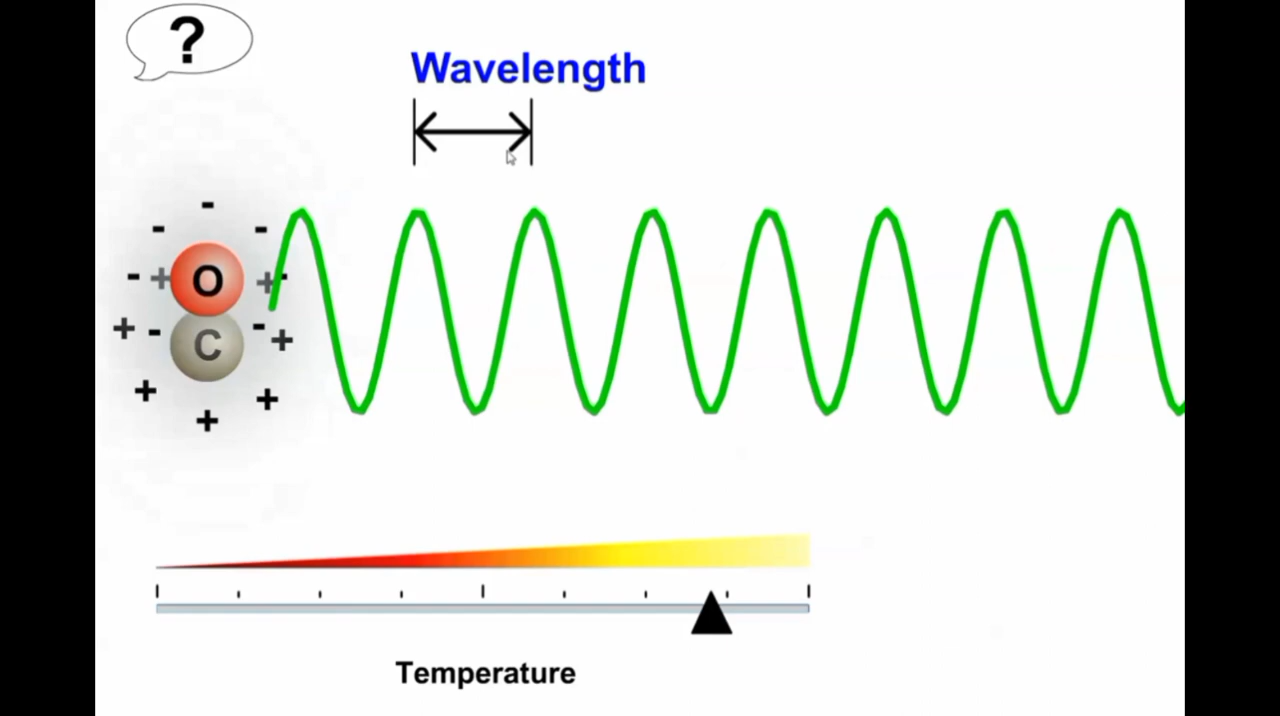 ?
Wavelength
-
- -
- + O + -
+ - C - +
+ +
+
Temperature